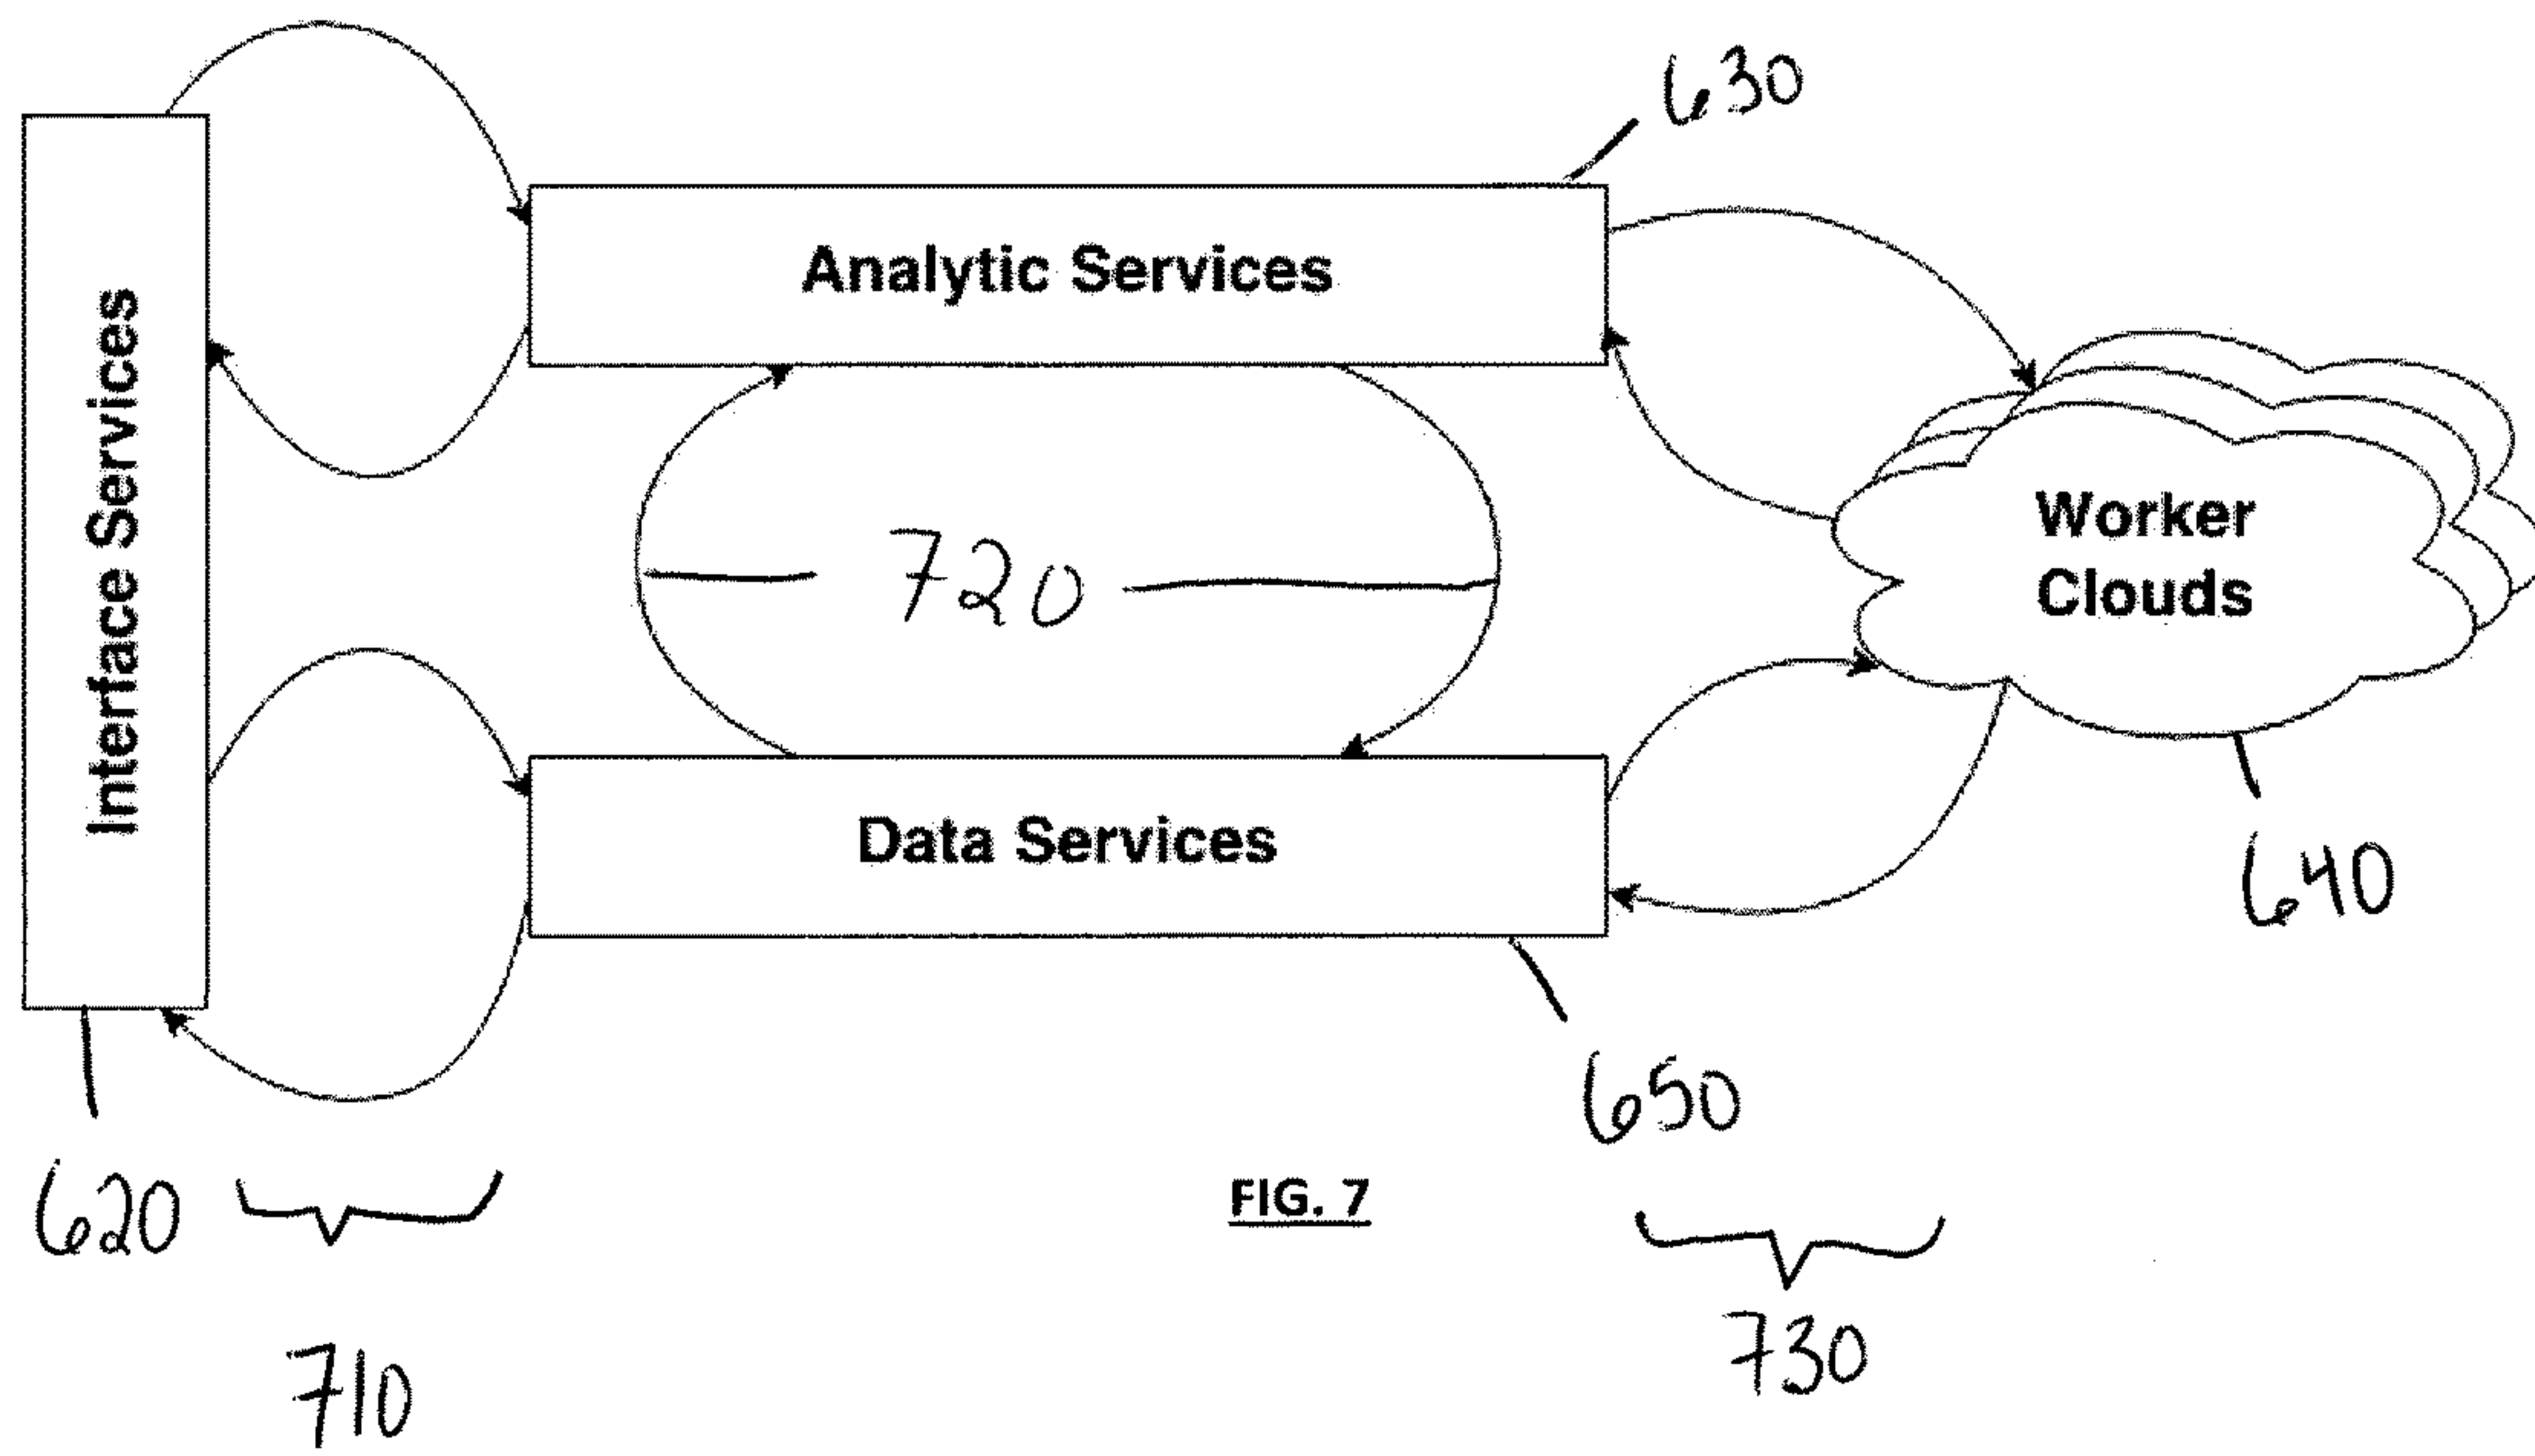 630
Analytic Services
Interface Services
Worker
Clouds
720
Data Services
640
650
620
FIG. 7
730
710